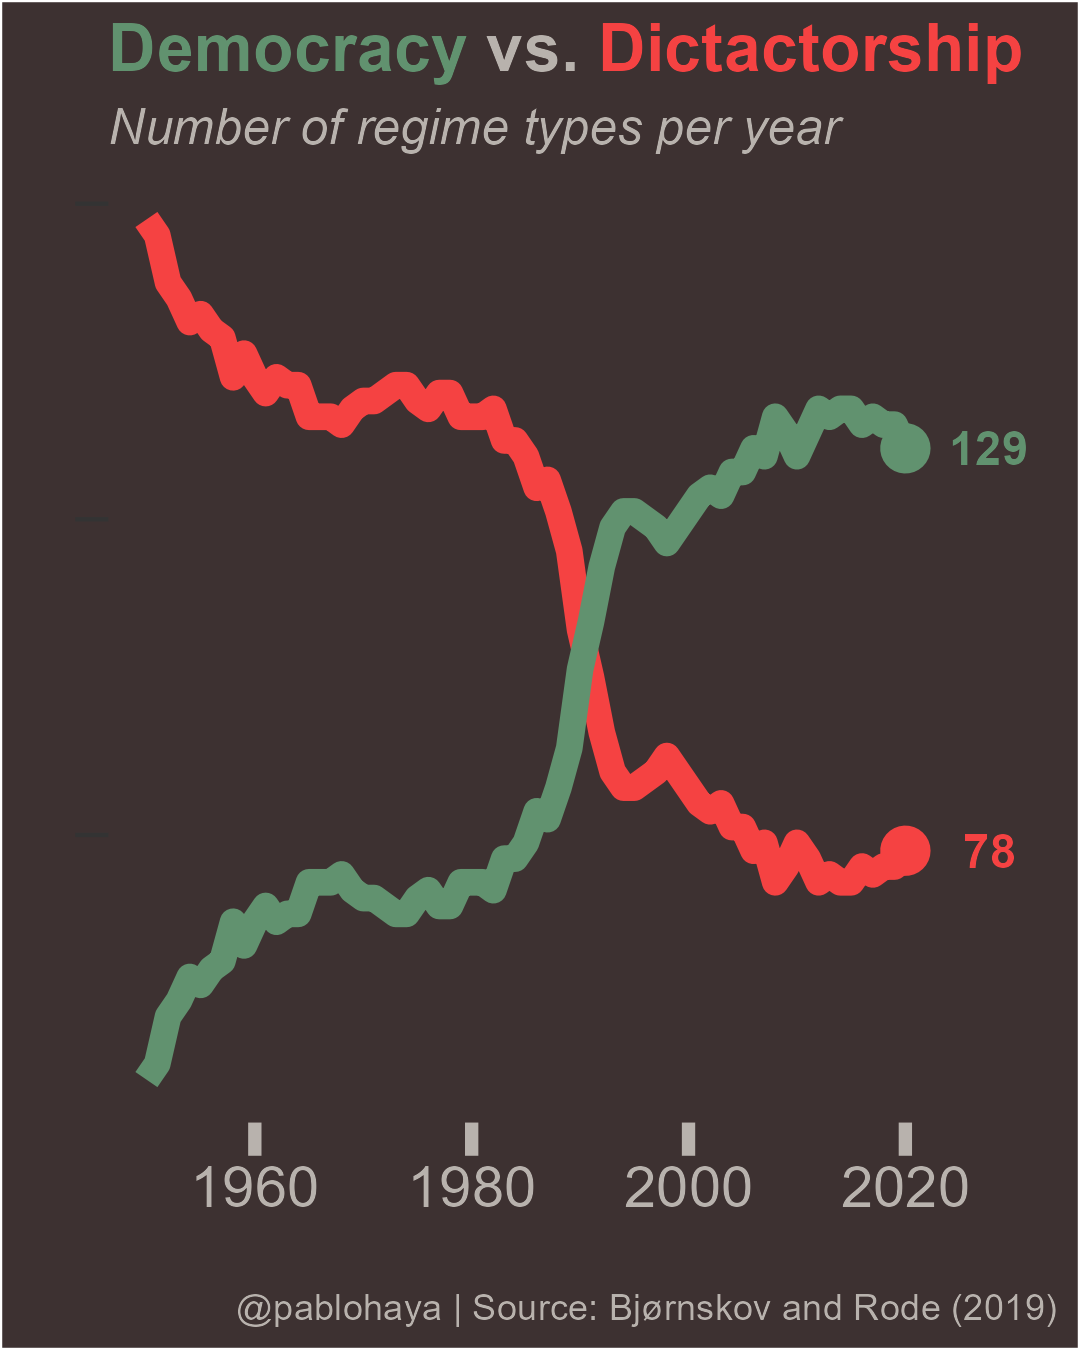 Democracy vs. Dictactorship
Number of regime types per year
129
78
1960 1980 2000 2020
@pablohaya | Source: Bjørnskov and Rode (2019)